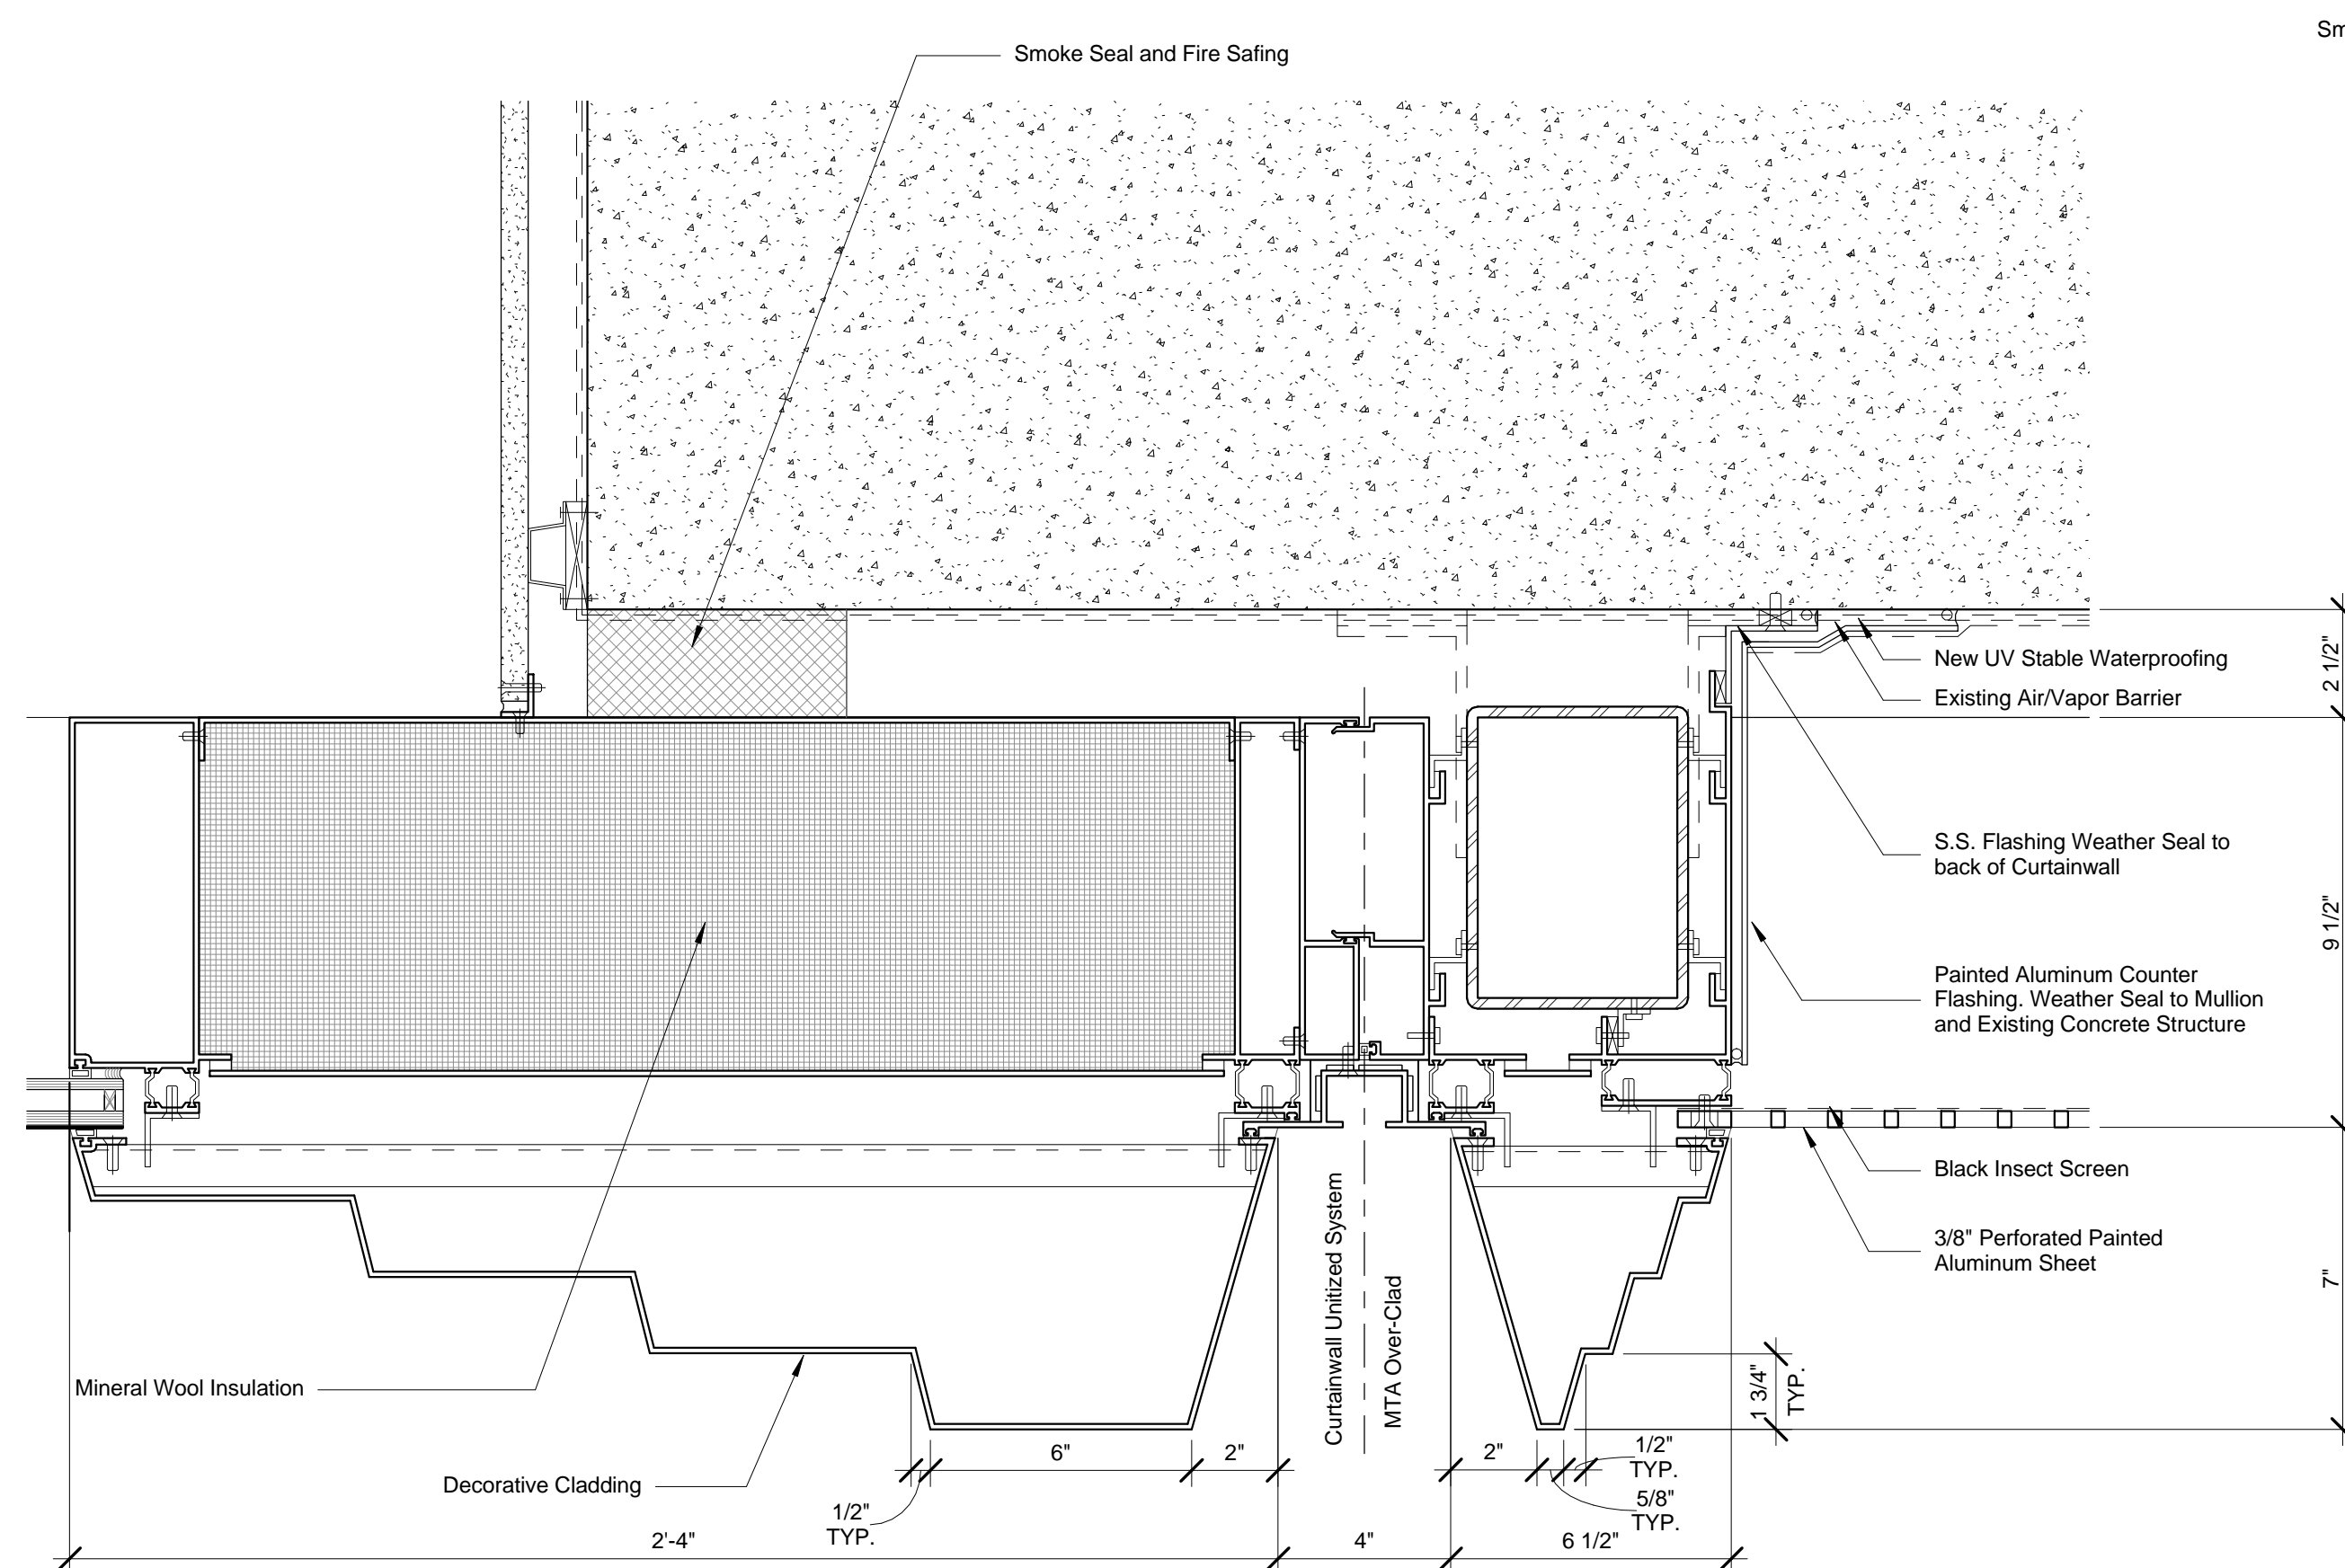 Sm
Smoke Seal and Fire Safing
2 1/2"
New UV Stable Waterproofing
Existing Air/Vapor Barrier
S.S. Flashing Weather Seal to
back of Curtainwall
9 1/2"
Painted Aluminum Counter
Flashing. Weather Seal to Mullion
and Existing Concrete Structure
Black Insect Screen
3/8" Perforated Painted
Aluminum Sheet
7"
Curtainwall Unitized System
MTA Over-Clad
1 3/4"
TYP.
Mineral Wool Insulation
Decorative Cladding
6"
2"
2"
1/2"
TYP.
5/8"
TYP.
1/2"
TYP.
2'-4"
4"
6 1/2"